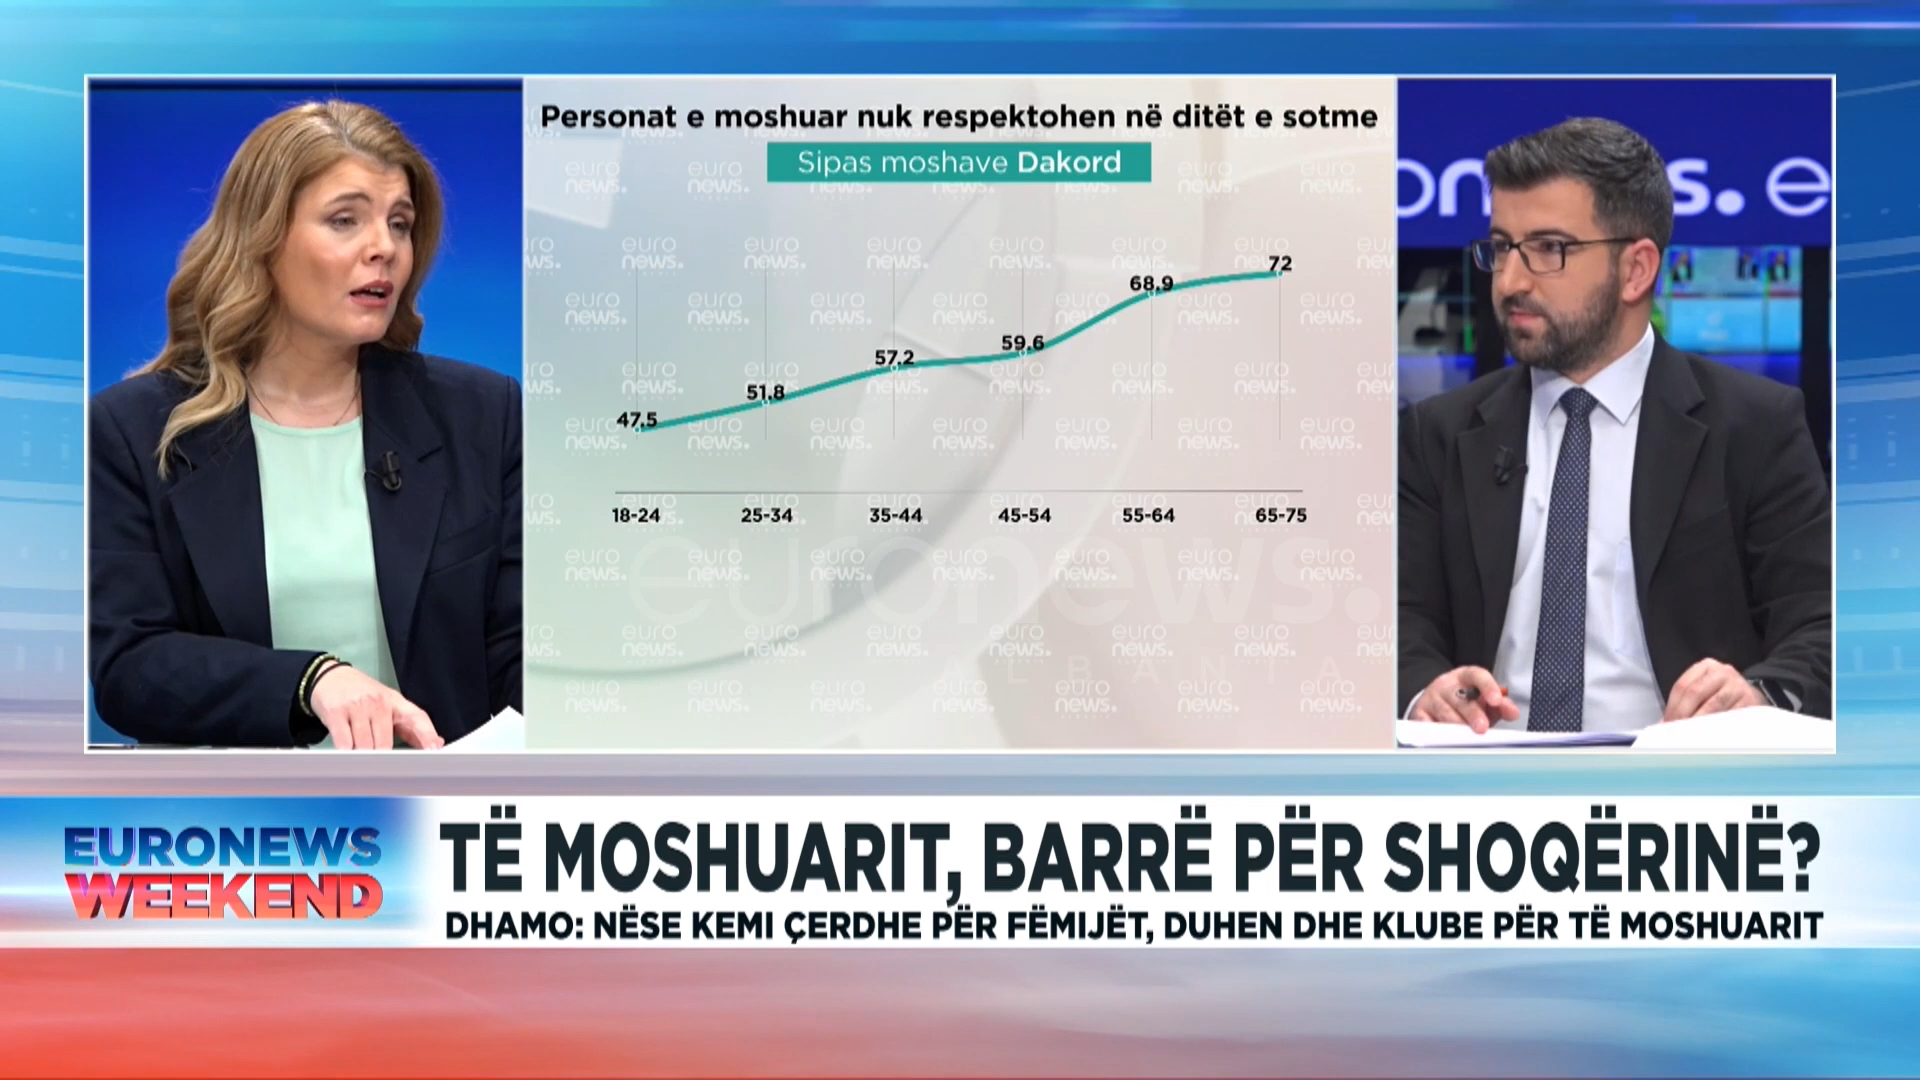 Personat e moshuar nuk respektohen në ditët e sotme
Sipas moshave Dakord
47.5
51.8
57.2
59.6
68.9
72
18-24
25-34
35-44
45-54
55-64
65-75
euronews.
ALBANIA
s. e
EURONEWS
WEEKEND
TË MOSHUARIT, BARRË PËR SHOQËRINË?
DHAMO: NËSE KEMI ÇERDHE PËR FËMIJËT, DUHEN DHE KLUBE PËR TË MOSHUARIT